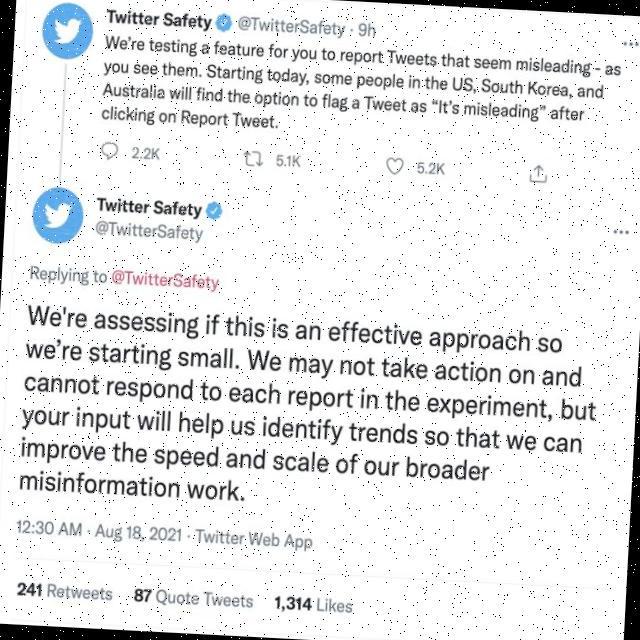 Twitter Safety @TwitterSafety · 9h
We're testing a feature for you to report Tweets that seem misleading - as
you see them. Starting today, some people in the US, South Korea, and
Australia will find the option to flag a Tweet as "It's misleading" after
clicking on Report Tweet.
2.2K 5.1K 5.2K
Twitter Safety
@TwitterSafety
Replying to @TwitterSafety
We're assessing if this is an effective approach so
we're starting small. We may not take action on and
cannot respond to each report in the experiment, but
your input will help us identify trends so that we can
improve the speed and scale of our broader
misinformation work.
12:30 AM · Aug 18, 2021 · Twitter Web App
241 Retweets 87 Quote Tweets 1,314 Likes